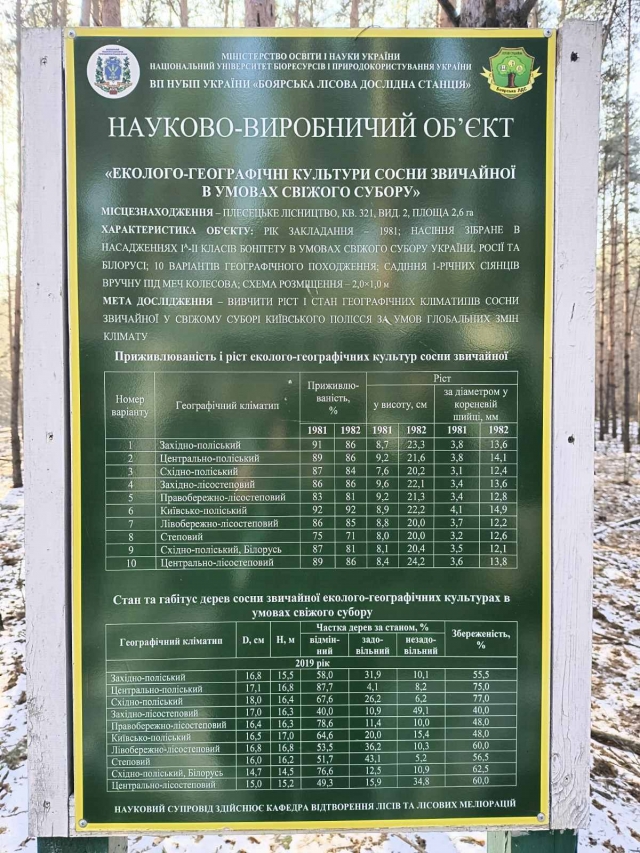 МІНІСТЕРСТВО ОСВІТИ І НАУКИ УКРАЇНИ
НАЦІОНАЛЬНИЙ УНІВЕРСИТЕТ БІОРЕСУРСІВ І ПРИРОДОКОРИСТУВАННЯ УКРАЇНИ
ВП НУБІП УКРАЇНИ «БОЯРСЬКА ЛІСОВА ДОСЛІДНА СТАНЦІЯ»
Боярська ЛДС
НАУКОВО-ВИРОБНИЧИЙ ОБ’ЄКТ
«ЕКОЛОГО-ГЕОГРАФІЧНІ КУЛЬТУРИ СОСНИ ЗВИЧАЙНОЇ
В УМОВАХ СВІЖОГО СУБОРУ»
МІСЦЕЗНАХОДЖЕННЯ – ПЛЕСЕЦЬКЕ ЛІСНИЦТВО, КВ. 321, ВИД. 2, ПЛОЩА 2,6 га
ХАРАКТЕРИСТИКА ОБ’ЄКТУ: РІК ЗАКЛАДАННЯ – 1981; НАСІННЯ ЗІБРАНЕ В
НАСАДЖЕННЯХ І^-ІІ КЛАСІВ БОНІТЕТУ В УМОВАХ СВІЖОГО СУБОРУ УКРАЇНИ, РОСІЇ ТА
БІЛОРУСІ; 10 ВАРІАНТІВ ГЕОГРАФІЧНОГО ПОХОДЖЕННЯ; САДІННЯ 1-РІЧНИХ СІЯНЦІВ
ВРУЧНУ ПІД МЕЧ КОЛЕСОВА; СХЕМА РОЗМІЩЕННЯ – 2,0×1,0 м
МЕТА ДОСЛІДЖЕННЯ – ВИВЧИТИ РІСТ І СТАН ГЕОГРАФІЧНИХ КЛІМАТИПІВ СОСНИ
ЗВИЧАЙНОЇ У СВІЖОМУ СУБОРІ КИЇВСЬКОГО ПОЛІССЯ ЗА УМОВ ГЛОБАЛЬНИХ ЗМІН
КЛІМАТУ
Приживлюваність і ріст еколого-географічних культур сосни звичайної
Номер варіанту Географічний кліматип Приживлю-ваність, % Ріст
у висоту, см за діаметром у кореневій шийці, мм
1981 1982 1981 1982 1981 1982
1 Західно-поліський 91 86 8,7 23,3 3,8 13,6
2 Центрально-поліський 89 86 9,2 21,6 3,8 14,1
3 Східно-поліський 87 84 7,6 20,2 3,1 12,4
4 Західно-лісостеповий 86 86 9,6 22,1 3,4 13,6
5 Правобережно-лісостеповий 83 81 9,2 21,3 3,4 12,8
6 Київсько-поліський 92 92 8,9 22,2 4,1 14,9
7 Лівобережно-лісостеповий 86 85 8,8 20,0 3,7 12,2
8 Степовий 75 71 8,0 20,0 3,2 12,6
9 Східно-поліський, Білорусь 87 81 8,1 20,4 3,5 12,1
10 Центрально-лісостеповий 89 86 8,4 24,2 3,6 13,8
Стан та габітус дерев сосни звичайної еколого-географічних культурах в
умовах свіжого субору
Географічний кліматип D, см Н, м Частка дерев за станом, % Збереженість, %
відмін-ний задо-вільний незадо-вільний
2019 рік
Західно-поліський 16,8 15,5 58,0 31,9 10,1 55,5
Центрально-поліський 17,1 16,8 87,7 4,1 8,2 75,0
Східно-поліський 18,0 16,4 67,6 26,2 6,2 77,0
Західно-лісостеповий 17,0 16,3 40,0 10,9 49,1 40,0
Правобережно-лісостеповий 16,4 16,3 78,6 11,4 10,0 48,0
Київсько-поліський 16,5 17,0 64,6 20,0 15,4 48,0
Лівобережно-лісостеповий 16,8 16,8 53,5 36,2 10,3 60,0
Степовий 16,0 16,2 51,7 43,1 5,2 56,5
Східно-поліський, Білорусь 14,7 14,5 76,6 12,5 10,9 62,5
Центрально-лісостеповий 15,0 15,2 49,3 15,9 34,8 60,0
НАУКОВИЙ СУПРОВІД ЗДІЙСНЮЄ КАФЕДРА ВІДТВОРЕННЯ ЛІСІВ ТА ЛІСОВИХ МЕЛІОРАЦІЙ